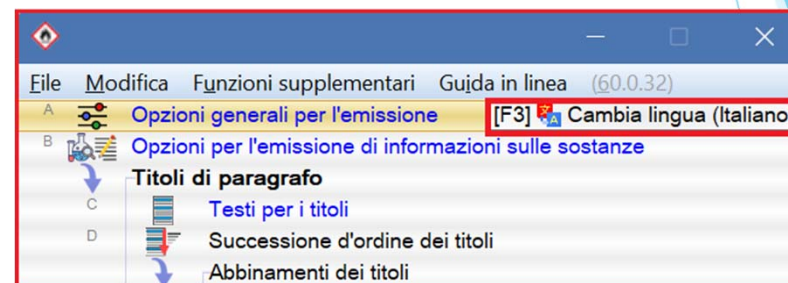 File Modifica Funzioni supplementari Guida in linea (60.0.32)
A Opzioni generali per l'emissione [F3] Cambia lingua (Italiano
B Opzioni per l'emissione di informazioni sulle sostanze
Titoli di paragrafo
C Testi per i titoli
D Successione d'ordine dei titoli
Abbinamenti dei titoli